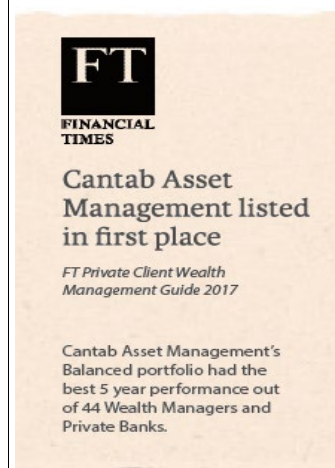 FT
FINANCIAL
TIMES
Cantab Asset
Management listed
in first place
FT Private Client Wealth
Management Guide 2017
Cantab Asset Management's
Balanced portfolio had the
best 5 year performance out
of 44 Wealth Managers and
Private Banks.